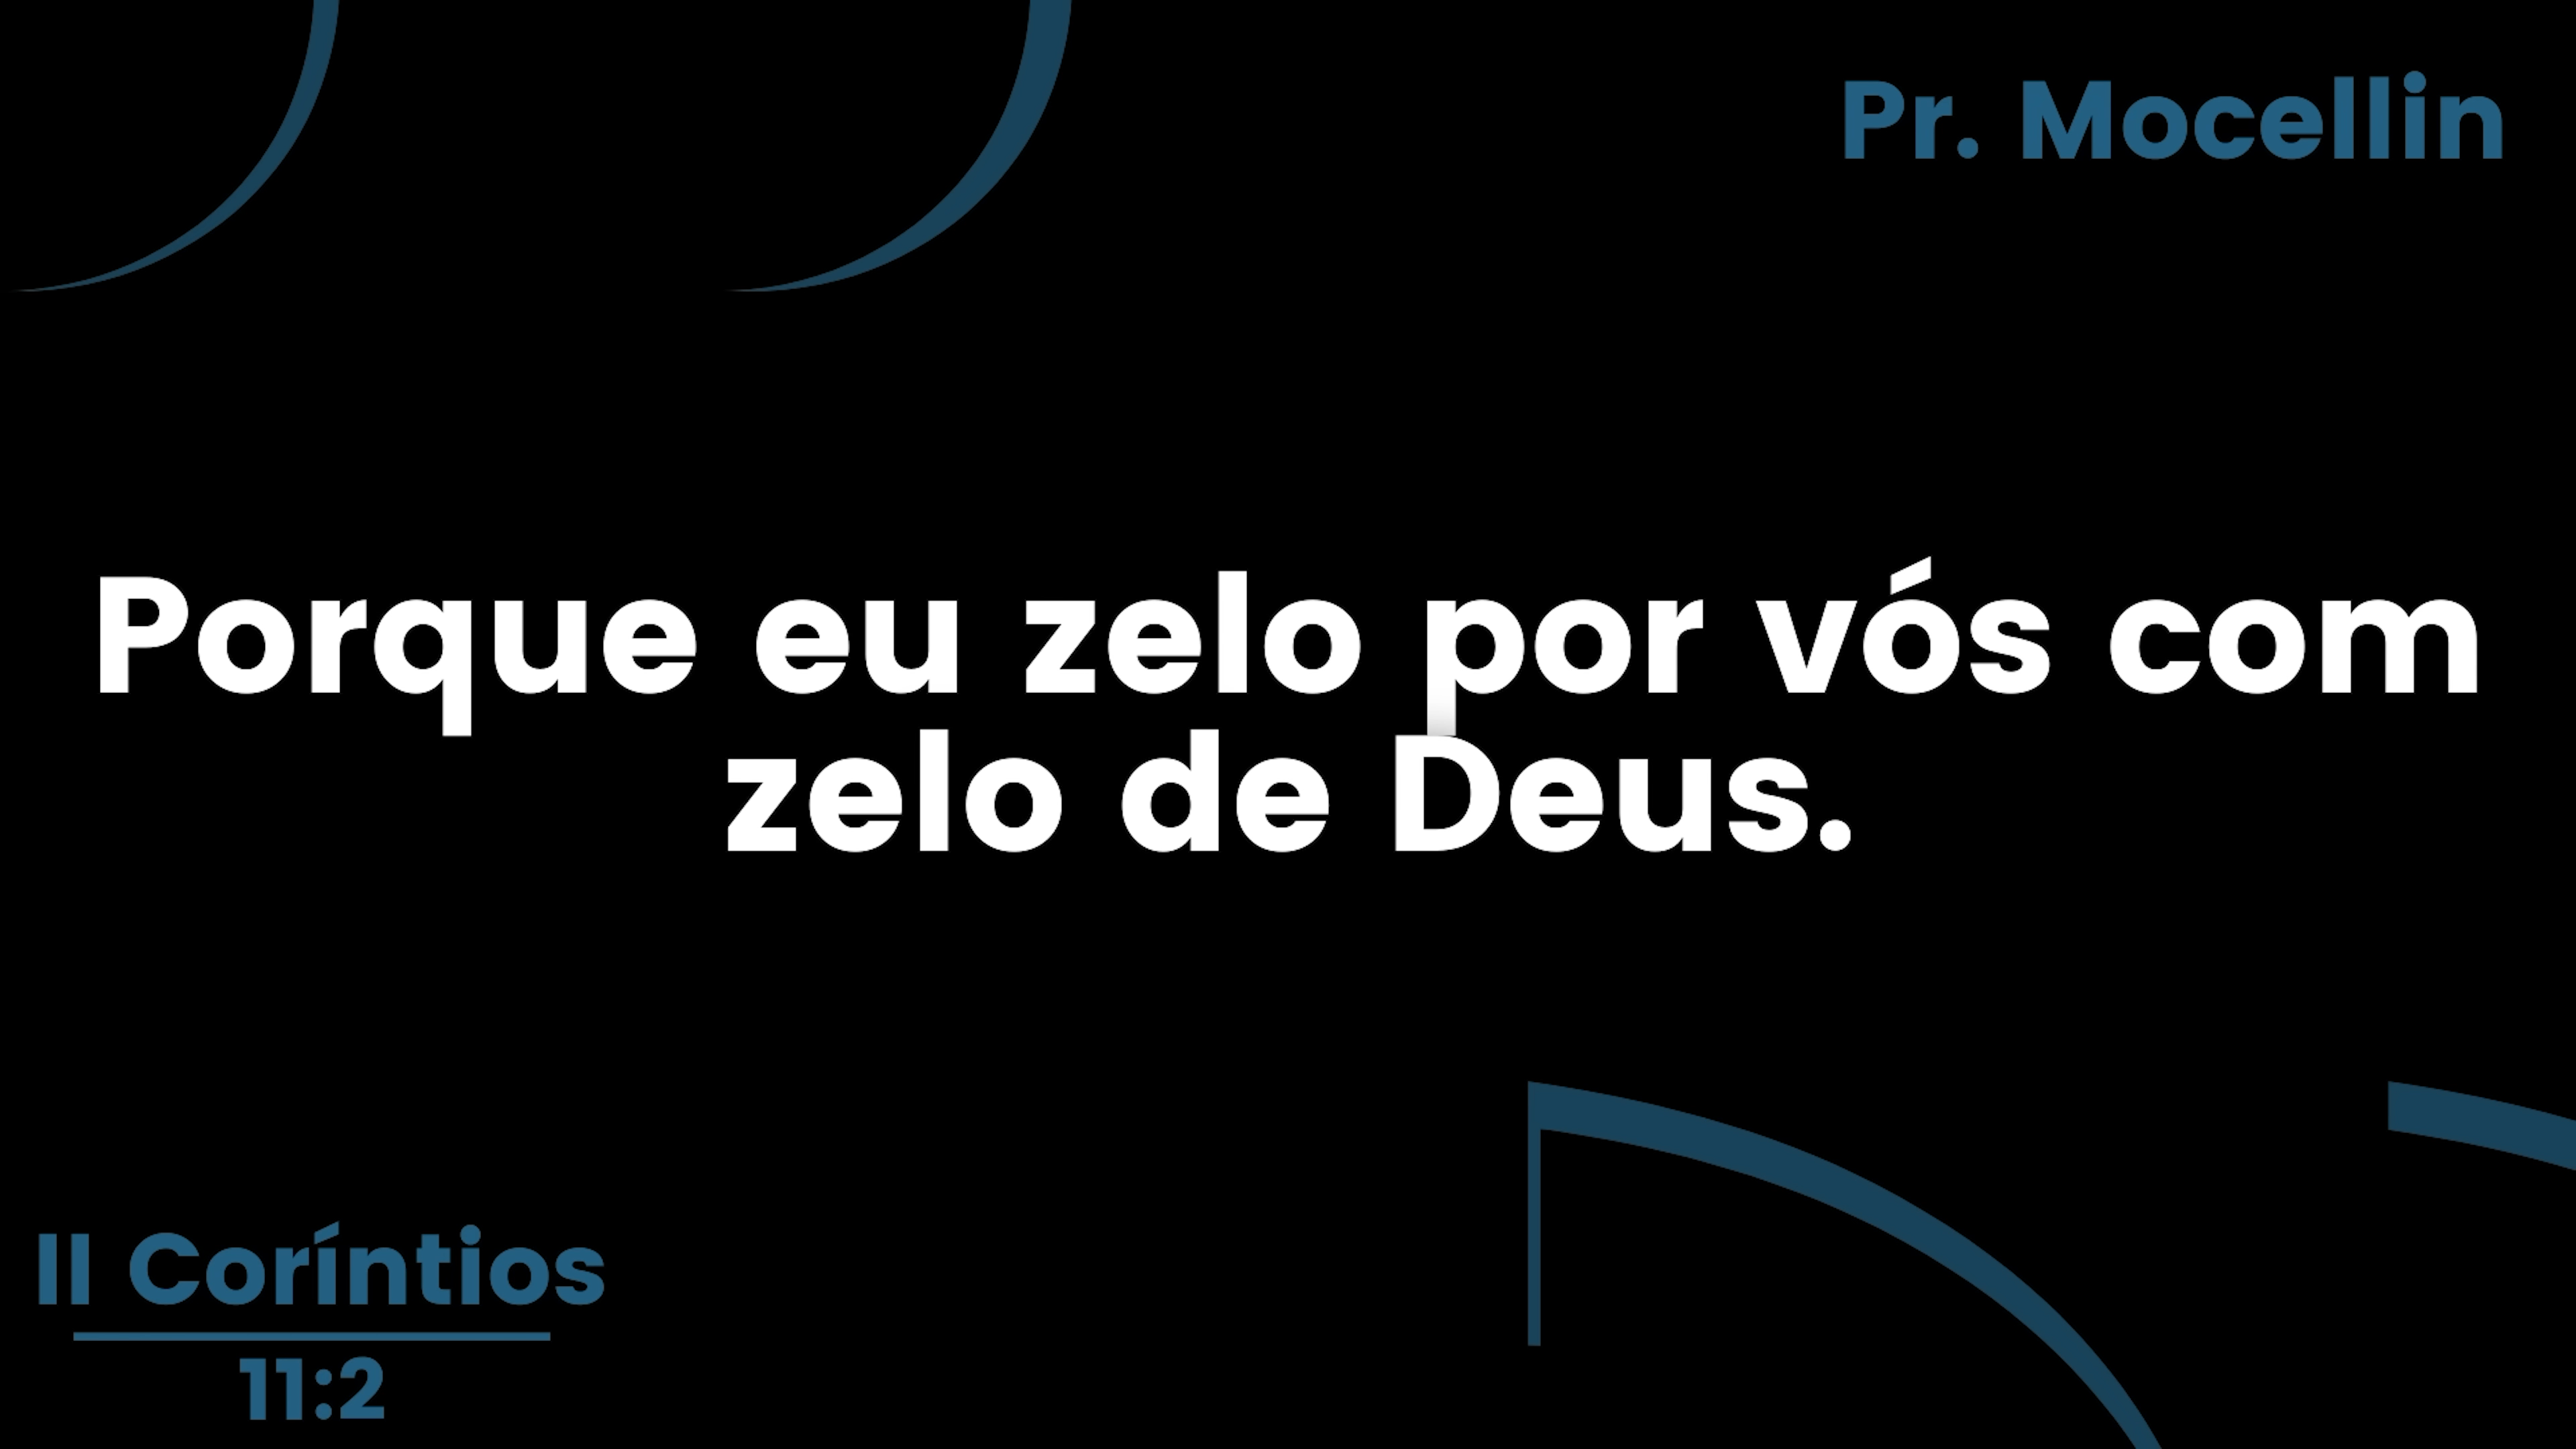 Pr. Mocellin
Porque eu zelo por vós com
zelo de Deus.
II Coríntios
11:2